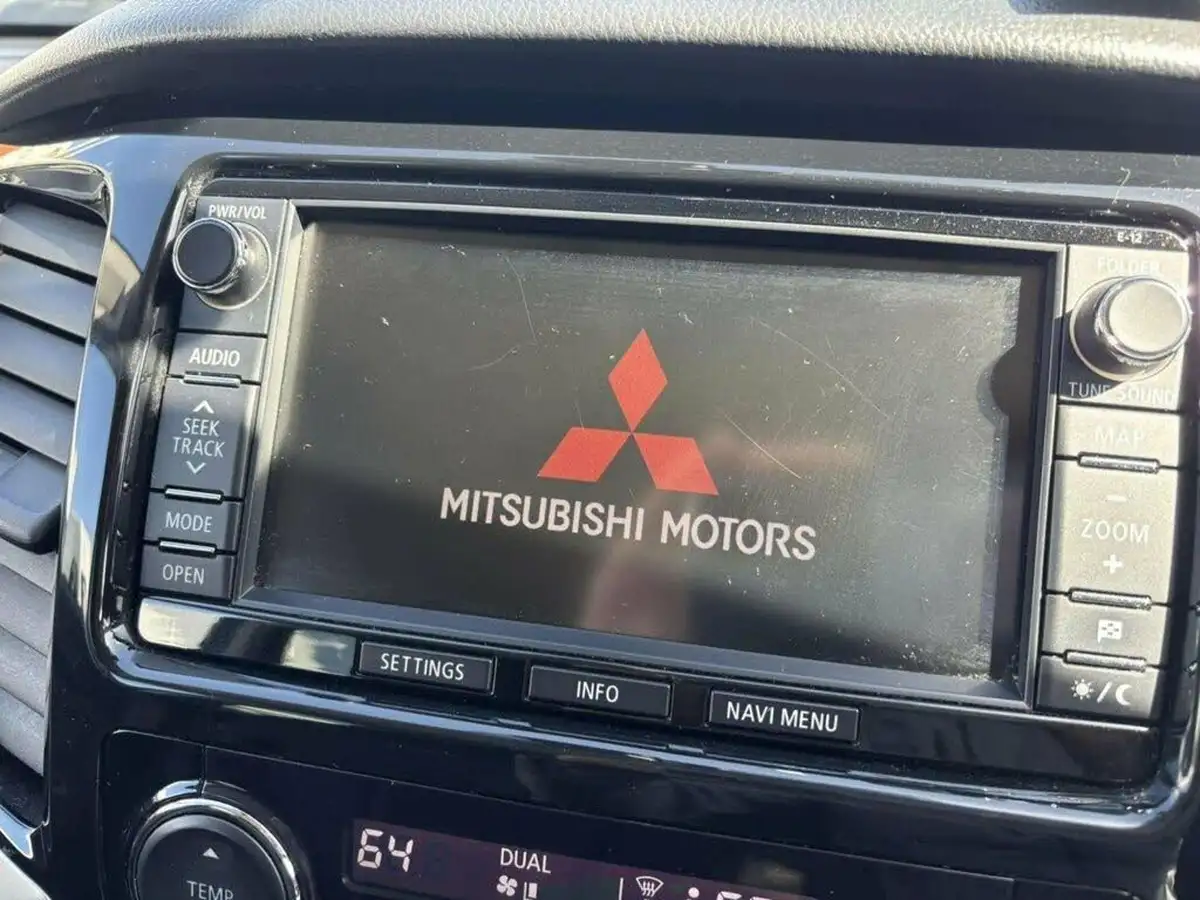 PWR/VOL
AUDIO
SEEK
TRACK
MODE
OPEN
MITSUBISHI MOTORS
E-12
FOLDER
TUNE SOUND
MAP
-
ZOOM
+
SETTINGS
INFO
NAVI MENU
64
DUAL
TEMP